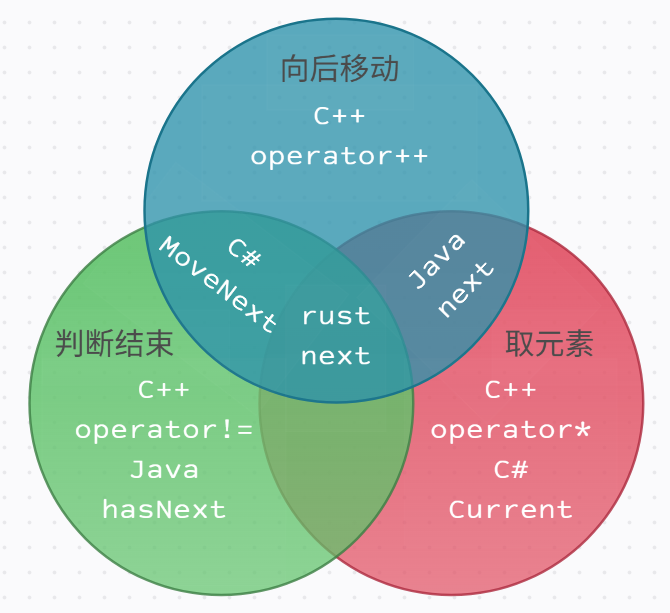 向后移动
C++
operator++
C#
MoveNext
Java
next
rust
next
判断结束
C++
operator!=
Java
hasNext
取元素
C++
operator*
C#
Current